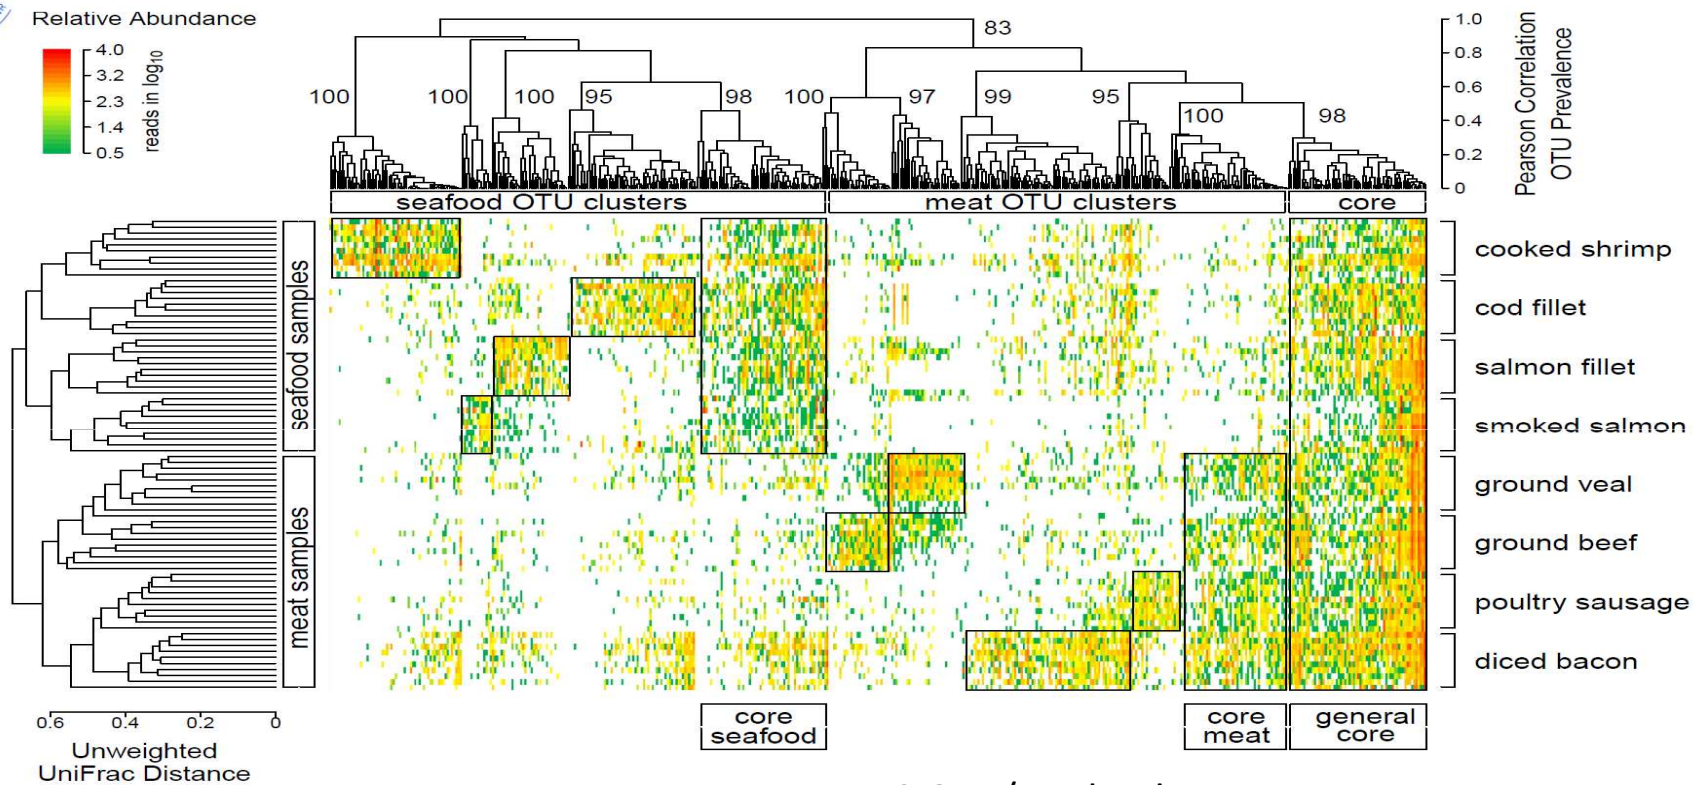 Relative Abundance
4.0
3.2
2.3
1.4
0.5
reads in log10
83
100
100
100
95
98
100
97
99
95
100
98
1.0
0.8
0.6
0.4
0.2
0
Pearson Correlation
OTU Prevalence
seafood OTU clusters
meat OTU clusters
core
seafood samples
meat samples
cooked shrimp
cod fillet
salmon fillet
smoked salmon
ground veal
ground beef
poultry sausage
diced bacon
core
seafood
core
meat
general
core
0.6
0.4
0.2
0
Unweighted
UniFrac Distance